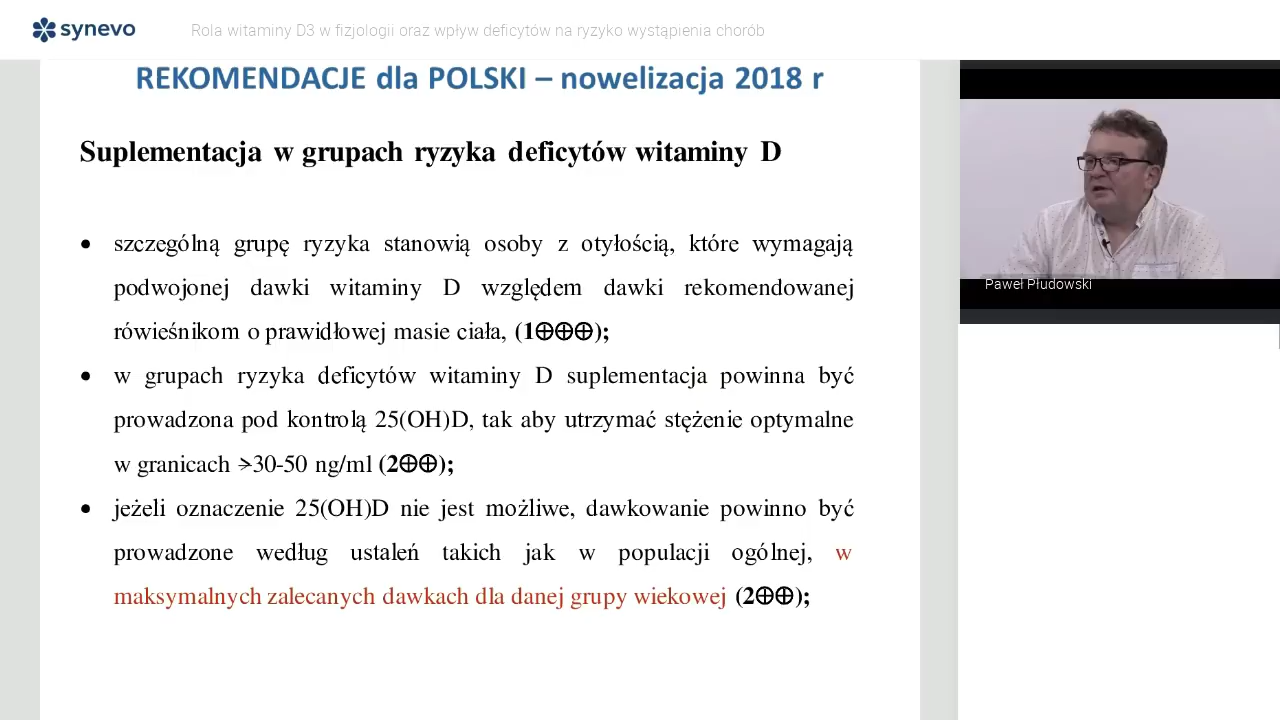 synevo
Rola witaminy D3 w fizjologii oraz wpływ deficytów na ryzyko wystąpienia chorób
REKOMENDACJE dla POLSKI – nowelizacja 2018 r
Suplementacja w grupach ryzyka deficytów witaminy D
• szczególną grupę ryzyka stanowią osoby z otyłością, które wymagają
podwojonej dawki witaminy D względem dawki rekomendowanej
rówieśnikom o prawidłowej masie ciała, (1⊕⊕⊕);
• w grupach ryzyka deficytów witaminy D suplementacja powinna być
prowadzona pod kontrolą 25(OH)D, tak aby utrzymać stężenie optymalne
w granicach >30-50 ng/ml (2⊕⊕);
• jeżeli oznaczenie 25(OH)D nie jest możliwe, dawkowanie powinno być
prowadzone według ustaleń takich jak w populacji ogólnej, w
maksymalnych zalecanych dawkach dla danej grupy wiekowej (2⊕⊕);
Paweł Płudowski